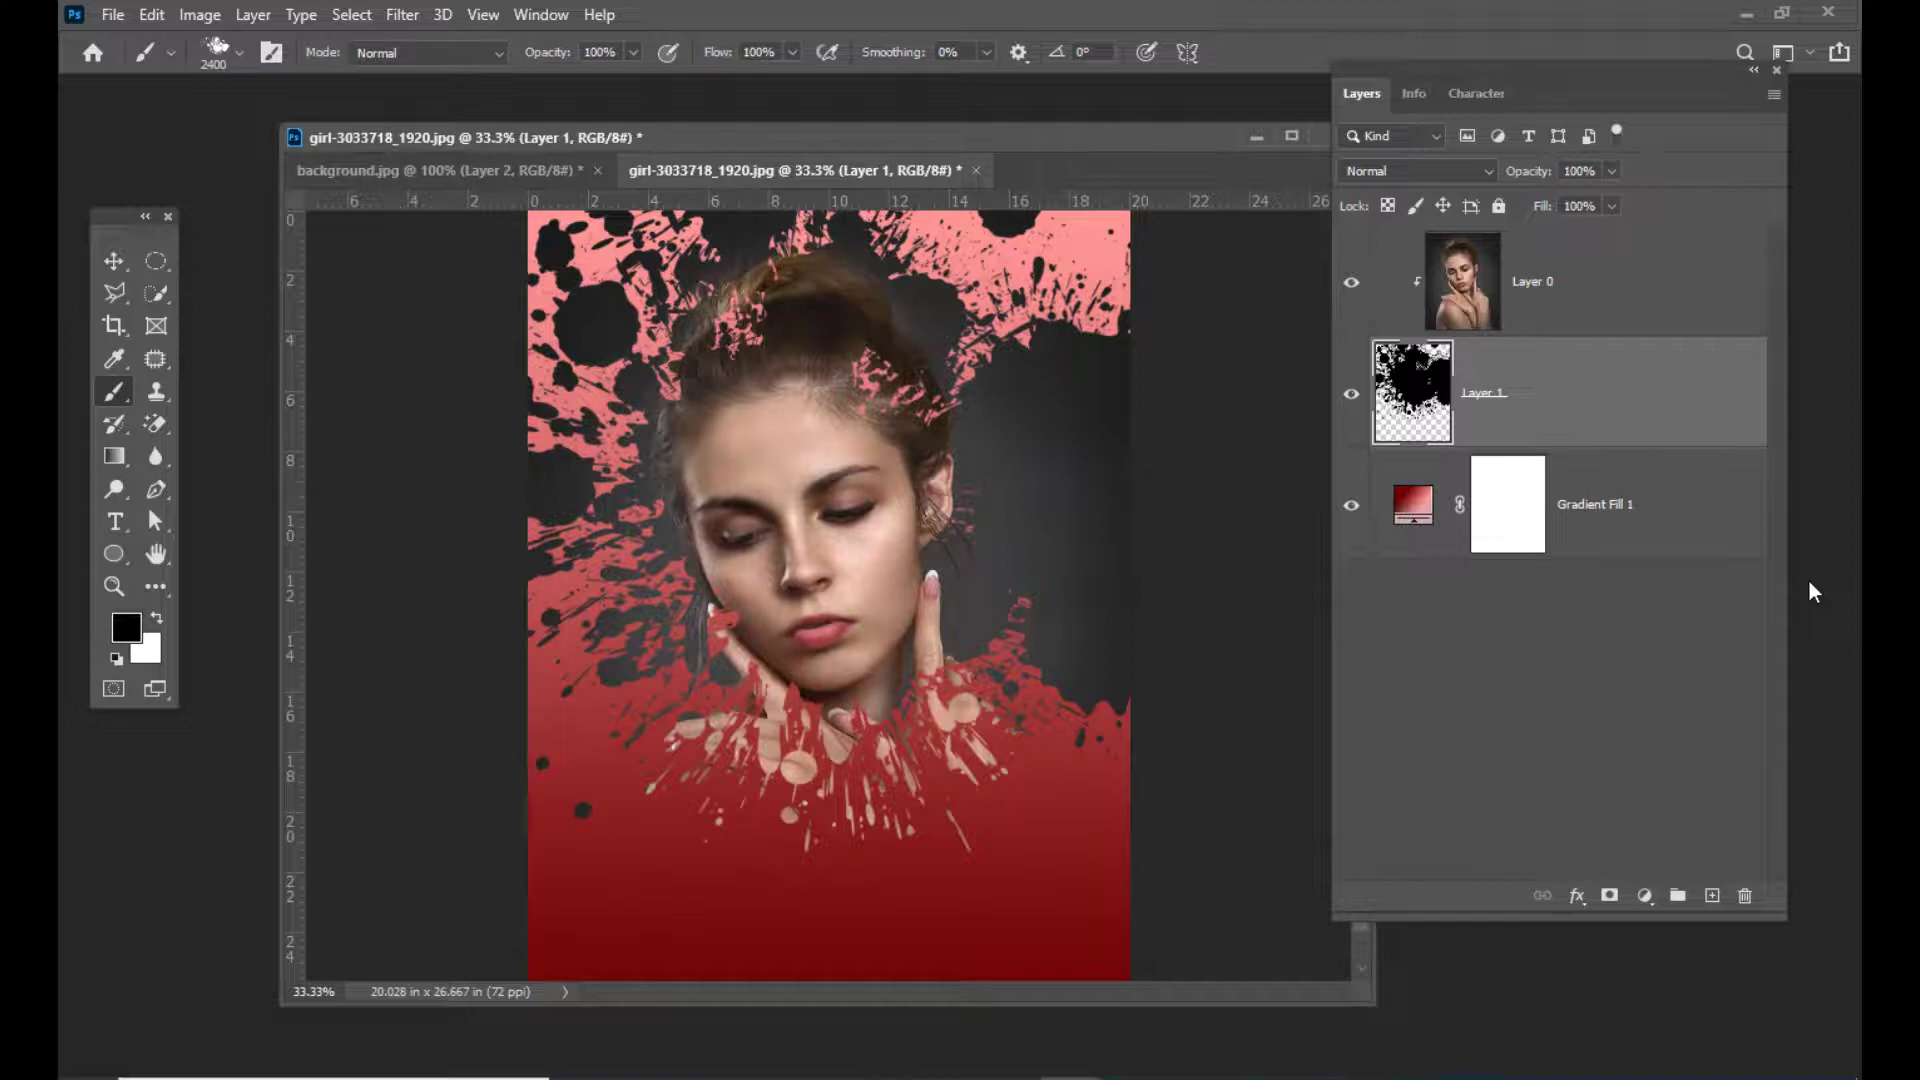 Ps File Edit Image Layer Type Select Filter 3D View Window Help
2400 Mode: Normal Opacity: 100% Flow: 100% Smoothing: 0% 0°
Layers Info Character
Ps girl-3033718_1920.jpg @ 33.3% (Layer 1, RGB/8#) *
Kind
background.jpg @ 100% (Layer 2, RGB/8#) * girl-3033718_1920.jpg @ 33.3% (Layer 1, RGB/8#) *
Normal Opacity: 100%
6 4 2 0 2 4 6 8 10 12 14 16 18 20 22 24 26
Lock: Fill: 100%
0
2
4
6
8
10
12
14
16
18
20
22
24
Layer 0
Layer 1
Gradient Fill 1
33.33% 20.028 in x 26.667 in (72 ppi)